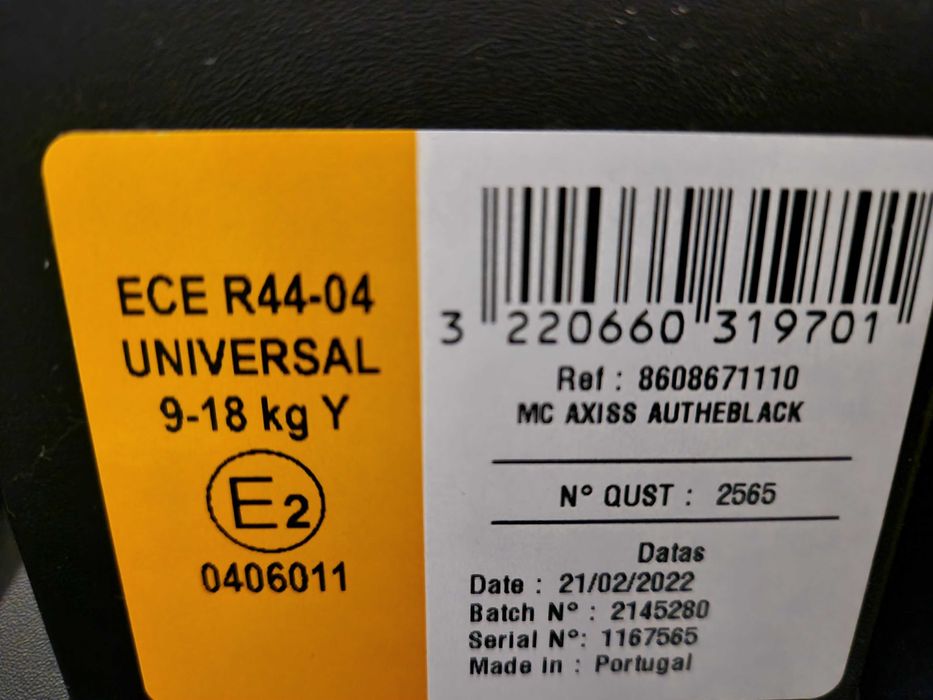 ECE R44-04
UNIVERSAL
9-18 kg Y
E2
0406011
3 220660 319701
Ref : 8608671110
MC AXISS AUTHEBLACK
N° QUST : 2565
Datas
Date : 21/02/2022
Batch N° : 2145280
Serial N°: 1167565
Made in : Portugal